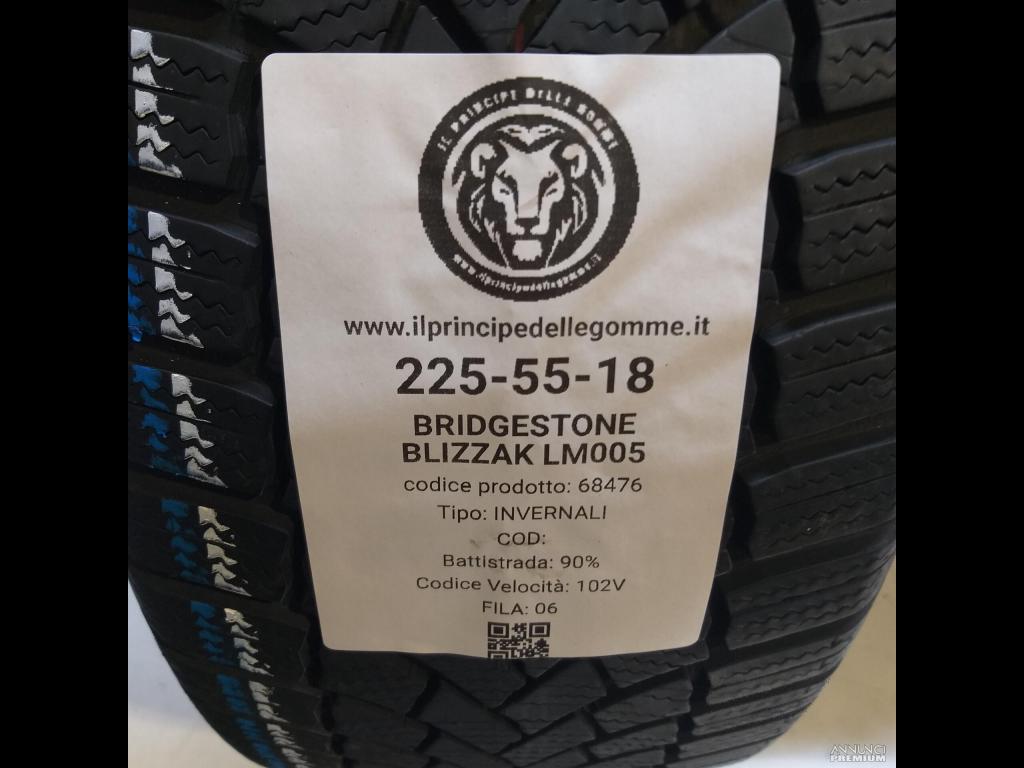 IL PRINCIPE DELLE GOMME
www.ilprincipedellegomme.it
www.ilprincipedellegomme.it
225-55-18
BRIDGESTONE
BLIZZAK LM005
codice prodotto: 68476
Tipo: INVERNALI
COD:
Battistrada: 90%
Codice Velocità: 102V
FILA: 06
ANNUNCI
PREMIUM